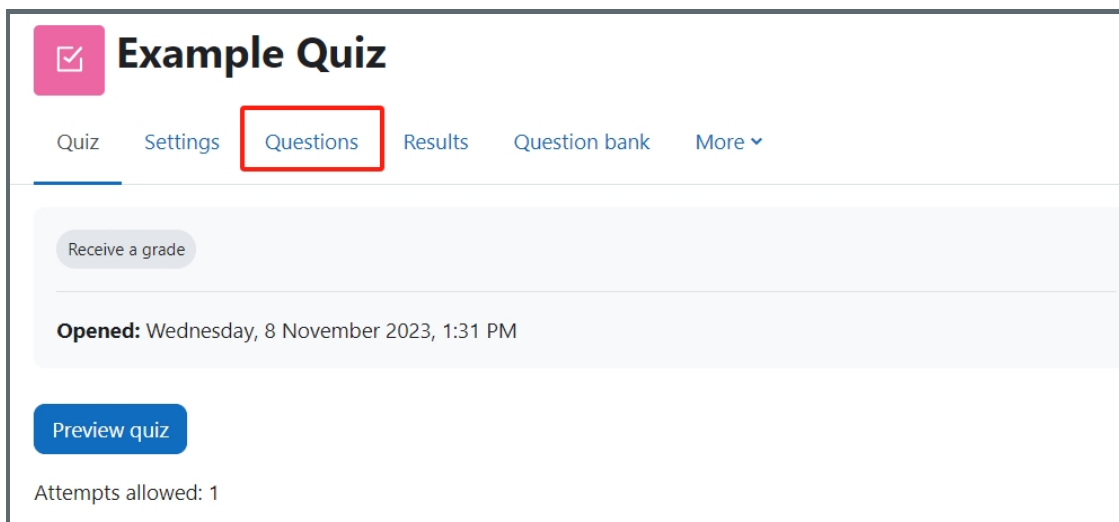 Example Quiz
Quiz Settings Questions Results Question bank More
Receive a grade
Opened: Wednesday, 8 November 2023, 1:31 PM
Preview quiz
Attempts allowed: 1